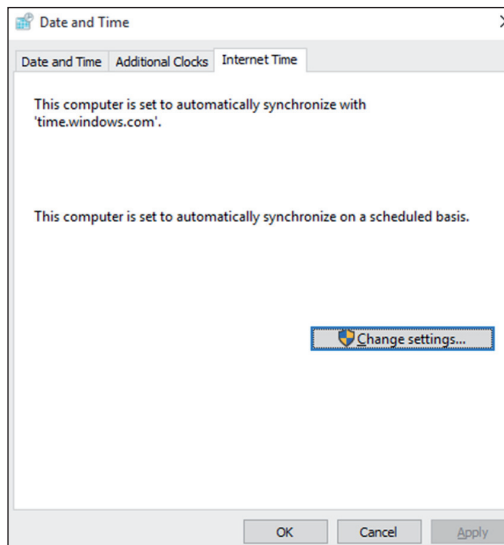 Date and Time
Date and Time Additional Clocks Internet Time
This computer is set to automatically synchronize with
'time.windows.com'.
This computer is set to automatically synchronize on a scheduled basis.
Change settings...
OK Cancel Apply